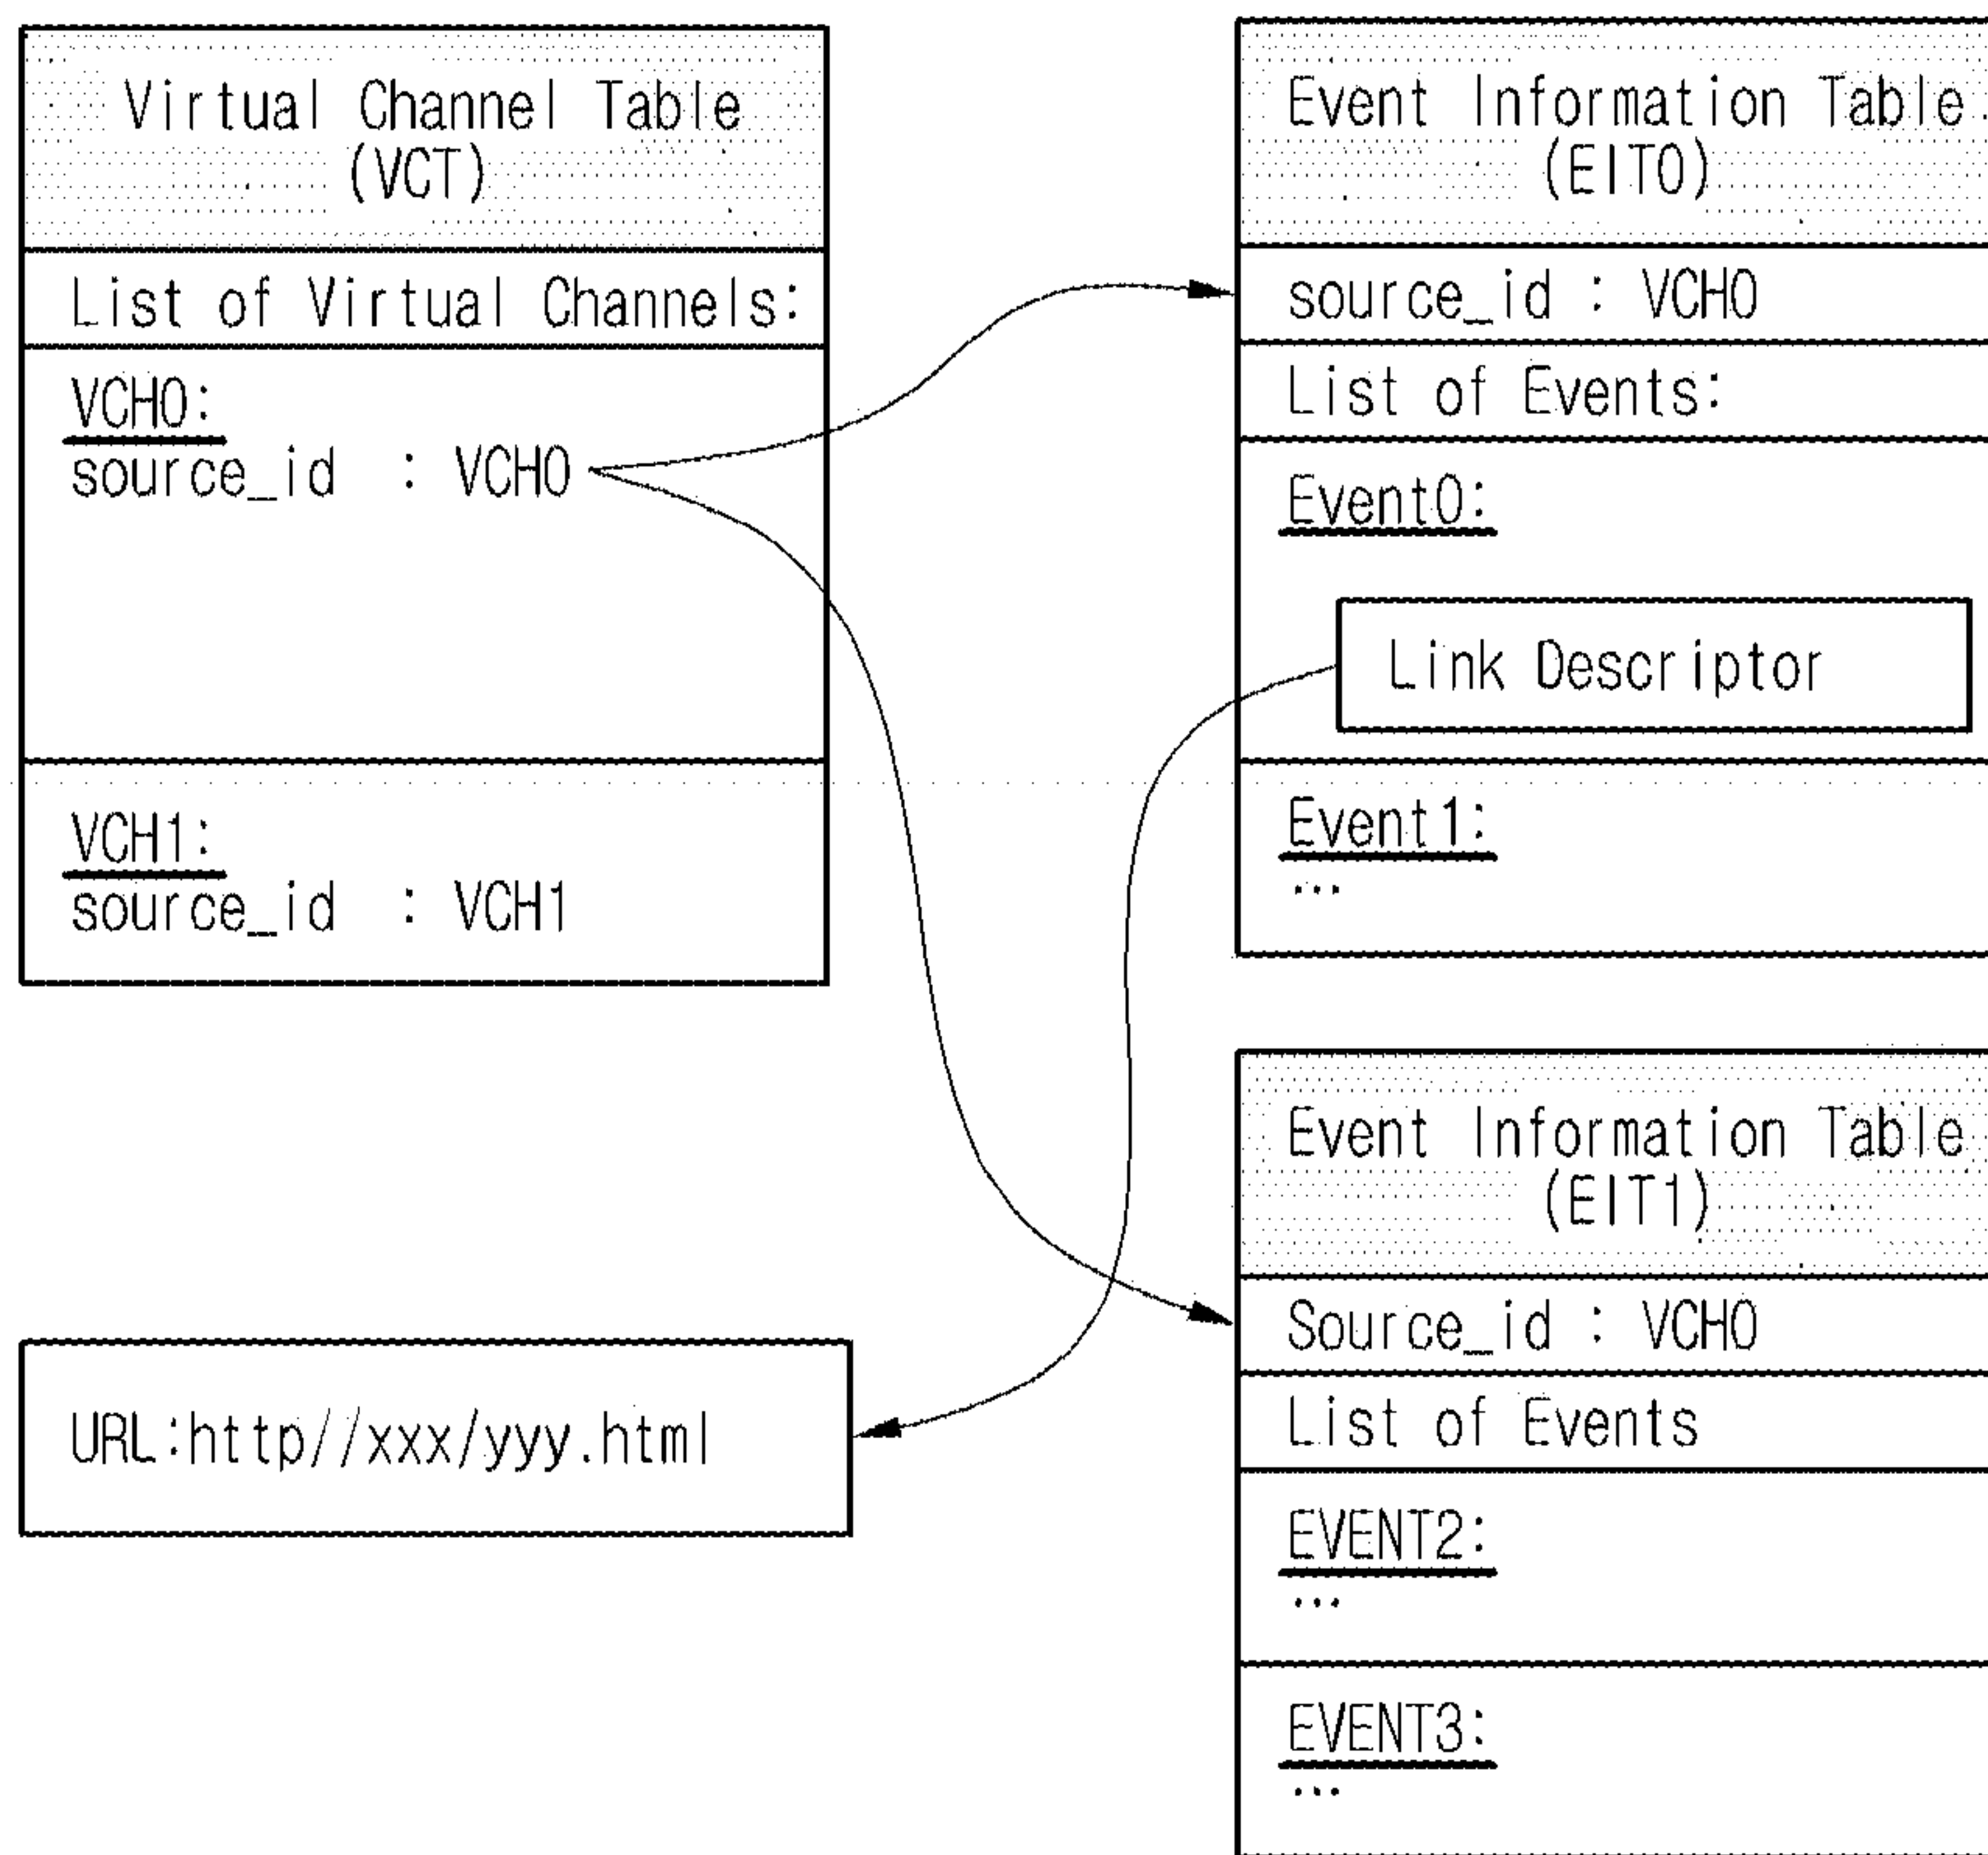 Virtual Channel Table
(VCT)
List of Virtual Channels:
VCH0:
source_id : VCH0
VCH1:
source_id : VCH1
URL:http//xxx/yyy.html
Event Information Table
(EIT0)
source_id : VCH0
List of Events:
Event0:
Link Descriptor
Event1:
...
Event Information Table
(EIT1)
Source_id : VCH0
List of Events
EVENT2:
...
EVENT3:
...